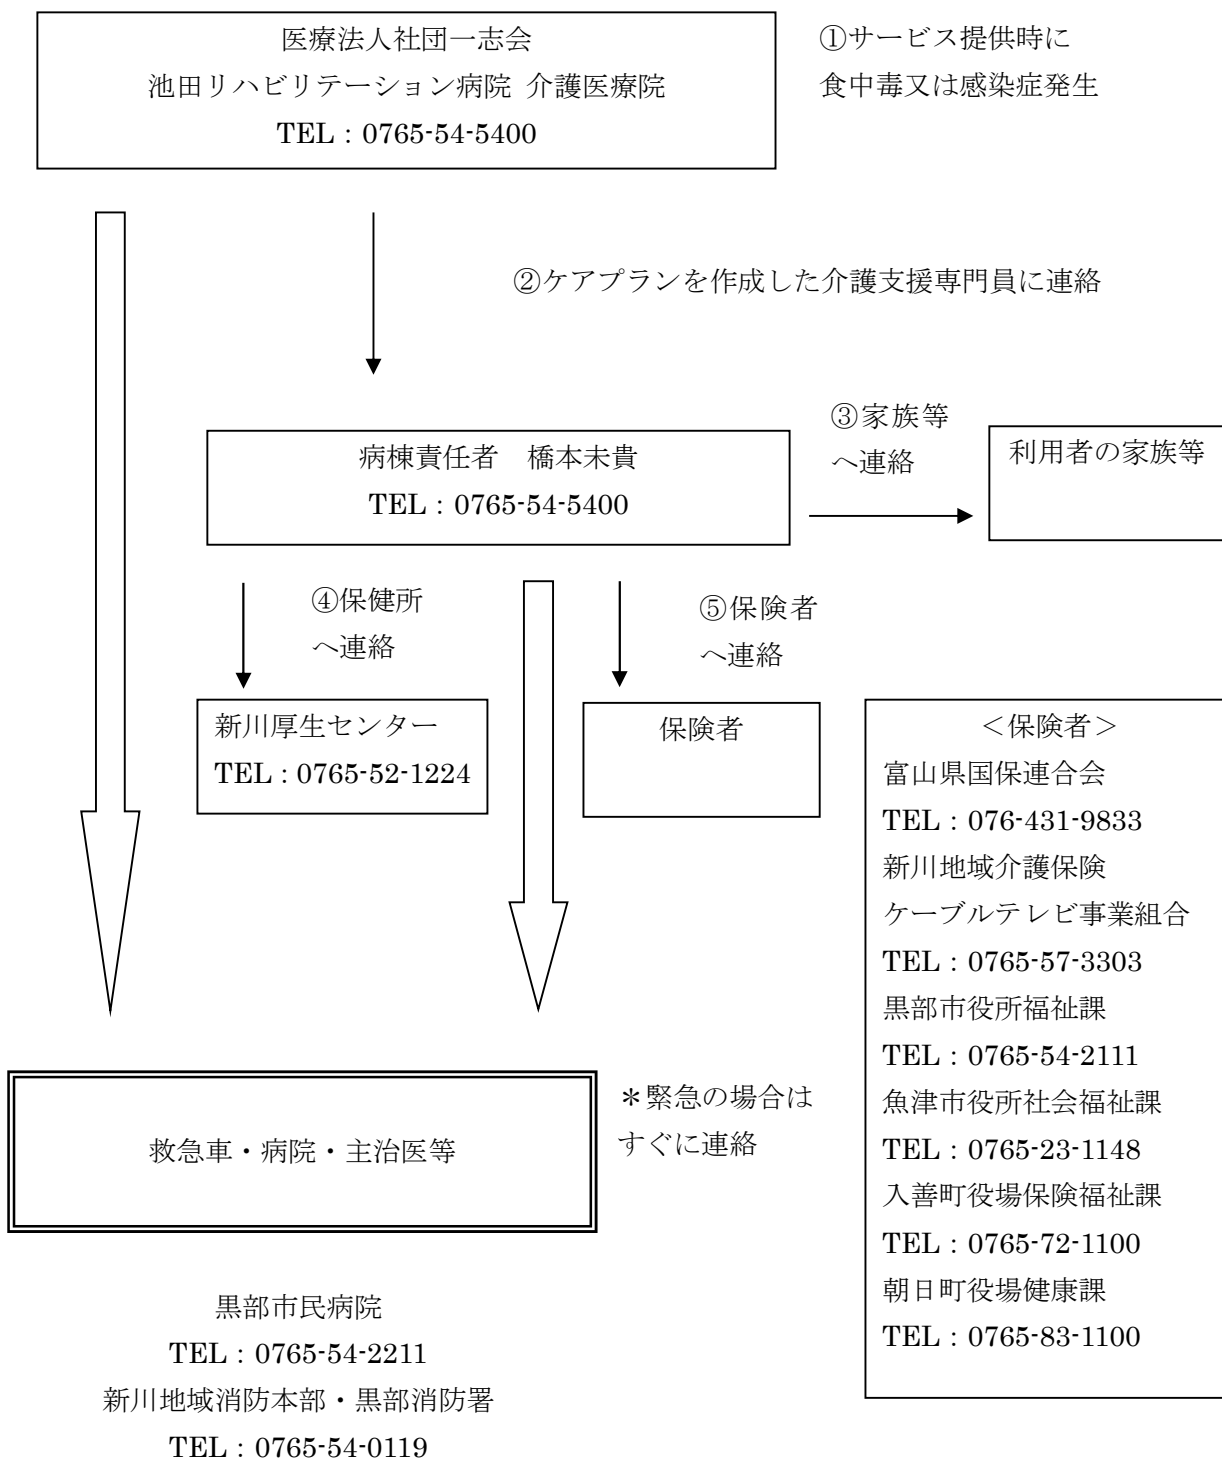 医療法人社団一志会
池田リハビリテーション病院 介護医療院
TEL：0765-54-5400
①サービス提供時に
食中毒又は感染症発生
②ケアプランを作成した介護支援専門員に連絡
病棟責任者　橋本未貴
TEL：0765-54-5400
③家族等
へ連絡
利用者の家族等
④保健所
へ連絡
⑤保険者
へ連絡
新川厚生センター
TEL：0765-52-1224
保険者
＜保険者＞
富山県国保連合会
TEL：076-431-9833
新川地域介護保険
ケーブルテレビ事業組合
TEL：0765-57-3303
黒部市役所福祉課
TEL：0765-54-2111
魚津市役所社会福祉課
TEL：0765-23-1148
入善町役場保険福祉課
TEL：0765-72-1100
朝日町役場健康課
TEL：0765-83-1100
救急車・病院・主治医等
＊緊急の場合は
すぐに連絡
黒部市民病院
TEL：0765-54-2211
新川地域消防本部・黒部消防署
TEL：0765-54-0119